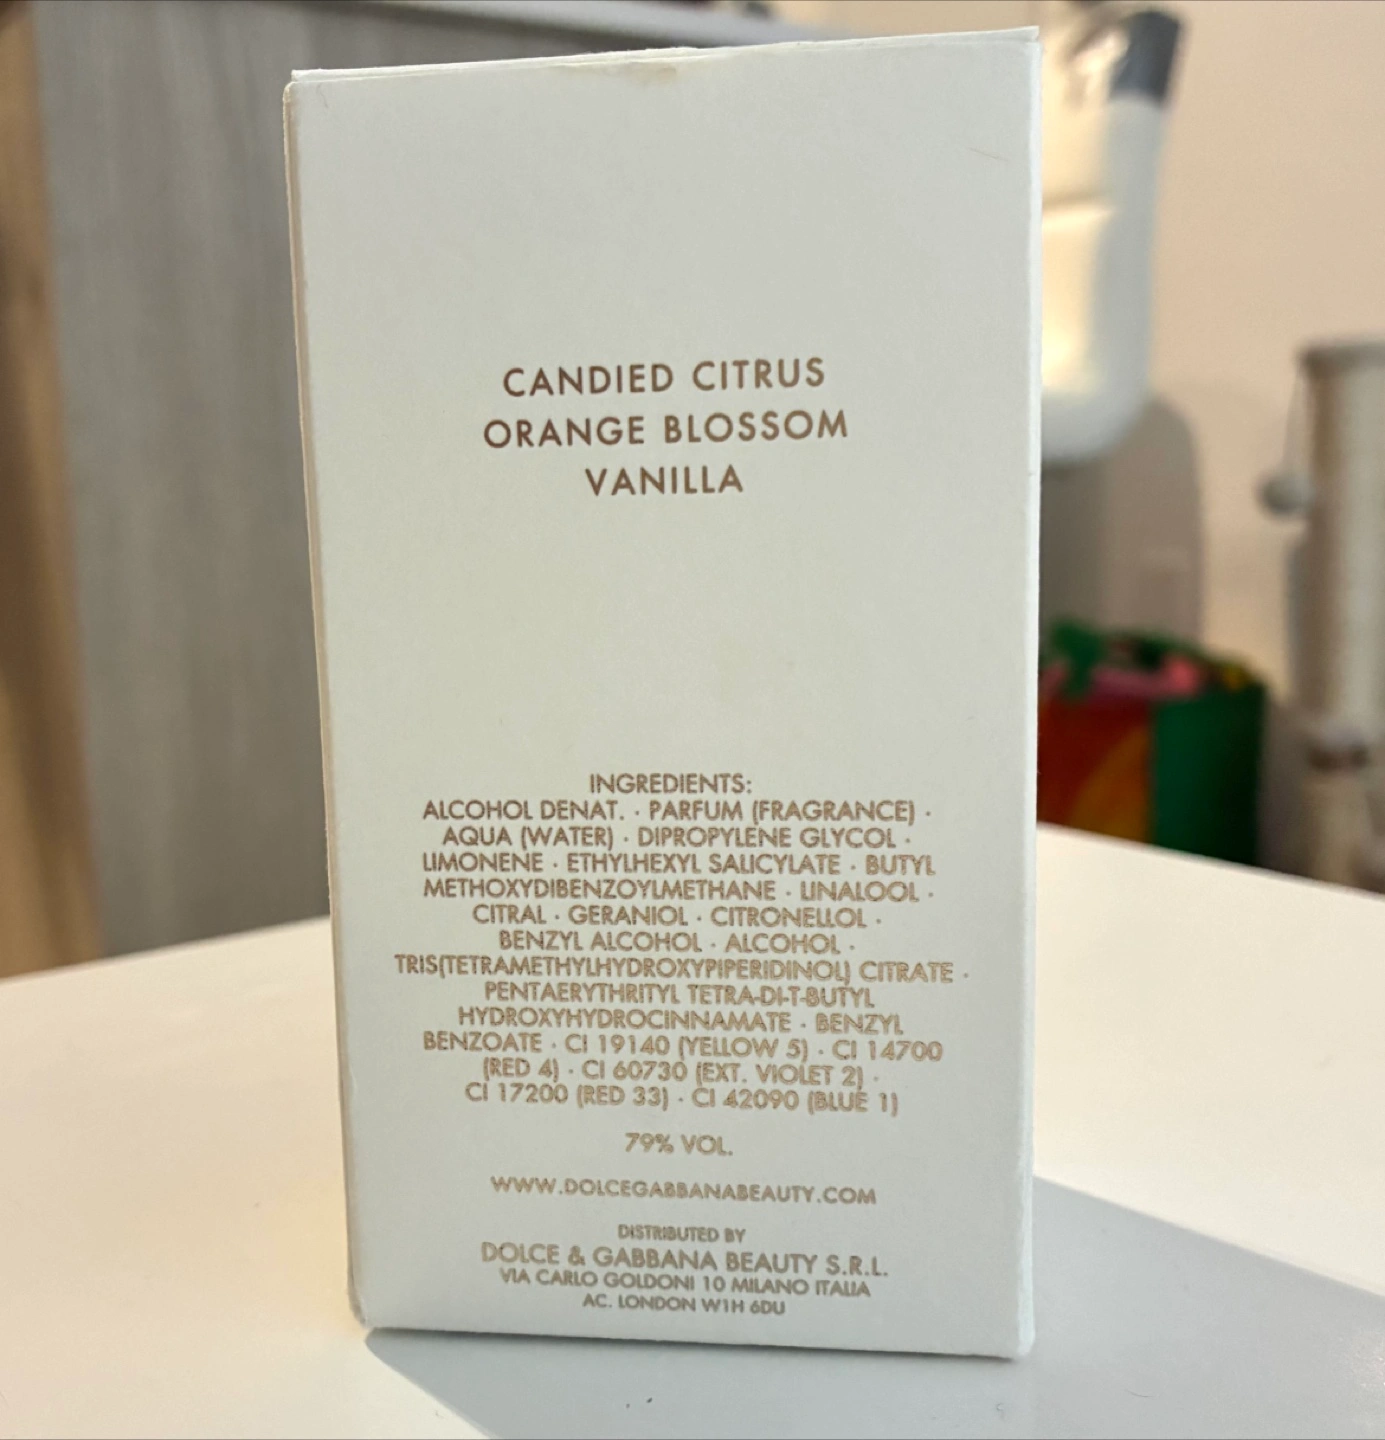 CANDIED CITRUS
ORANGE BLOSSOM
VANILLA
INGREDIENTS:
ALCOHOL DENAT. · PARFUM (FRAGRANCE) ·
AQUA (WATER) · DIPROPYLENE GLYCOL ·
LIMONENE · ETHYLHEXYL SALICYLATE · BUTYL
METHOXYDIBENZOYLMETHANE · LINALOOL ·
CITRAL · GERANIOL · CITRONELLOL ·
BENZYL ALCOHOL · ALCOHOL ·
TRIS(TETRAMETHYLHYDROXYPIPERIDINOL) CITRATE ·
PENTAERYTHRITYL TETRA-DI-T-BUTYL
HYDROXYHYDROCINNAMATE · BENZYL
BENZOATE · CI 19140 (YELLOW 5) · CI 14700
(RED 4) · CI 60730 (EXT. VIOLET 2) ·
CI 17200 (RED 33) · CI 42090 (BLUE 1)
79% VOL.
WWW.DOLCEGABBANABEAUTY.COM
DISTRIBUTED BY
DOLCE & GABBANA BEAUTY S.R.L.
VIA CARLO GOLDONI 10 MILANO ITALIA
AC. LONDON W1H 6DU